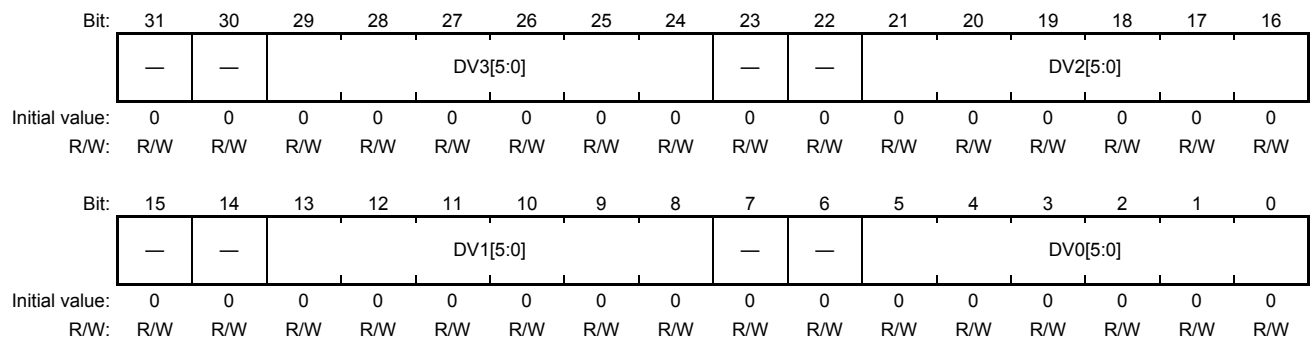 Bit: 31 30 29 28 27 26 25 24 23 22 21 20 19 18 17 16
— — DV3[5:0] — — DV2[5:0]
Initial value: 0 0 0 0 0 0 0 0 0 0 0 0 0 0 0 0
R/W: R/W R/W R/W R/W R/W R/W R/W R/W R/W R/W R/W R/W R/W R/W R/W R/W
Bit: 15 14 13 12 11 10 9 8 7 6 5 4 3 2 1 0
— — DV1[5:0] — — DV0[5:0]
Initial value: 0 0 0 0 0 0 0 0 0 0 0 0 0 0 0 0
R/W: R/W R/W R/W R/W R/W R/W R/W R/W R/W R/W R/W R/W R/W R/W R/W R/W